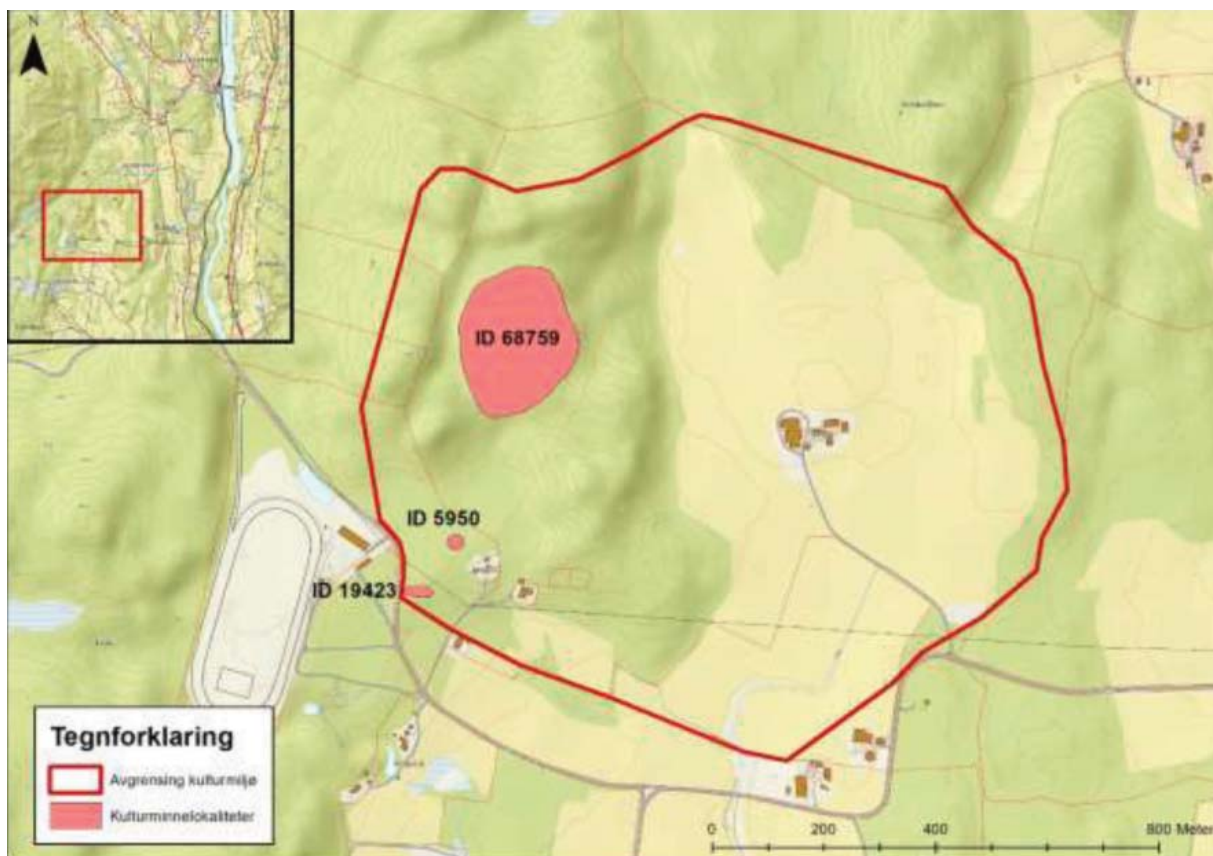 N
ID 68759
ID 5950
ID 19423
Tegnforklaring
Avgrensing kulturmiljø
Kulturminnelokaliteter
0 200 400 800 Meter